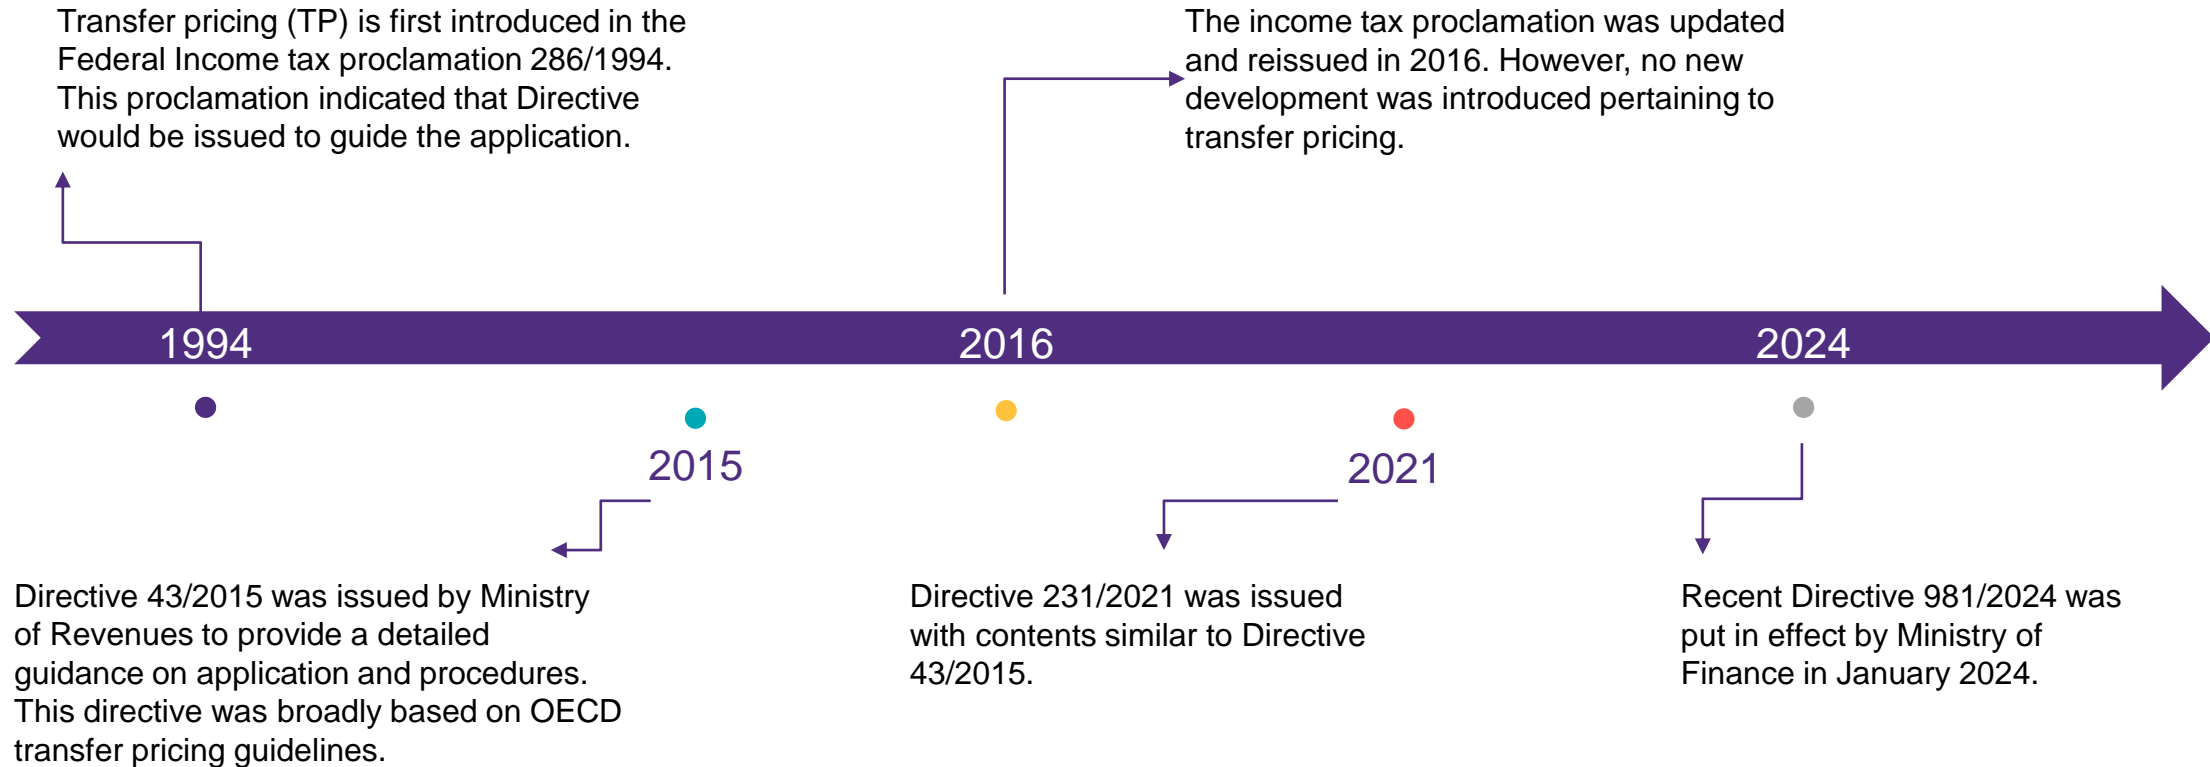 Transfer pricing (TP) is first introduced in the
Federal Income tax proclamation 286/1994.
This proclamation indicated that Directive
would be issued to guide the application.
The income tax proclamation was updated
and reissued in 2016. However, no new
development was introduced pertaining to
transfer pricing.
1994
2016
2024
2015
2021
Directive 43/2015 was issued by Ministry
of Revenues to provide a detailed
guidance on application and procedures.
This directive was broadly based on OECD
transfer pricing guidelines.
Directive 231/2021 was issued
with contents similar to Directive
43/2015.
Recent Directive 981/2024 was
put in effect by Ministry of
Finance in January 2024.